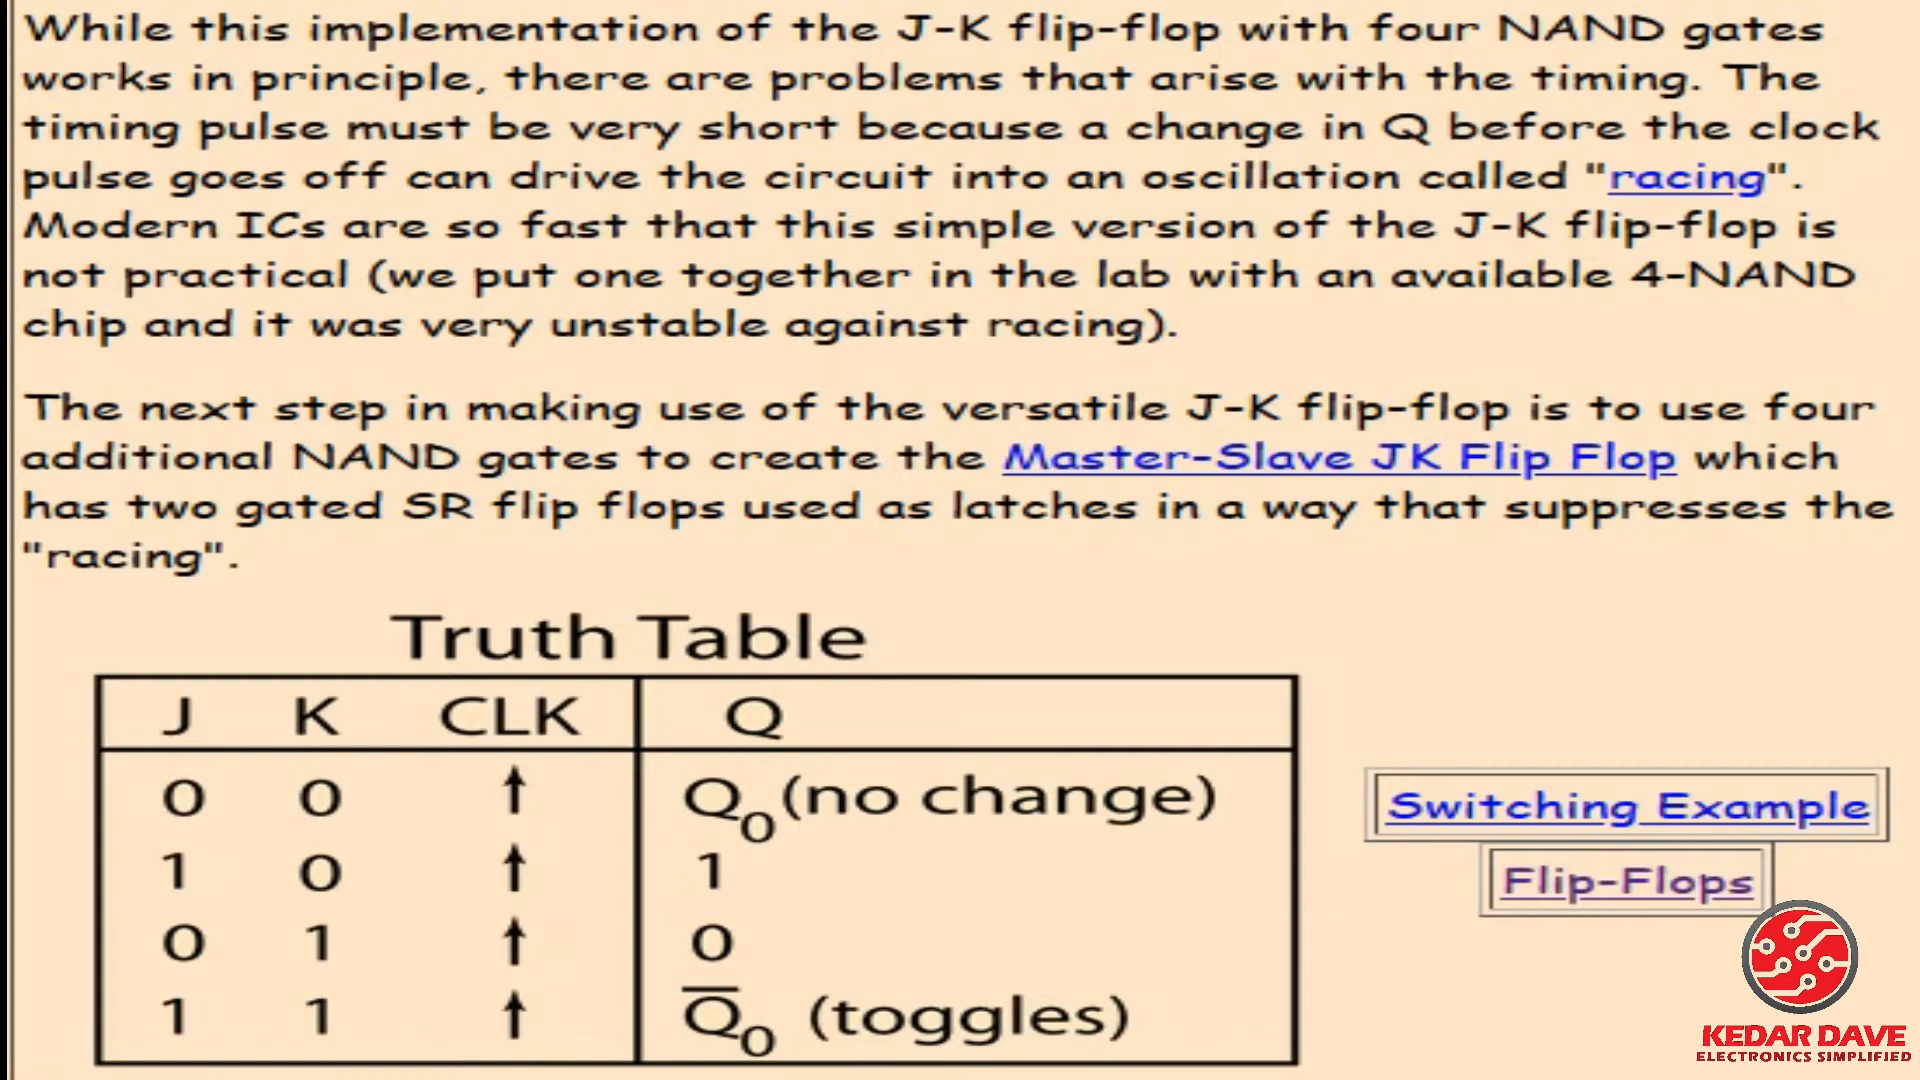 While this implementation of the J-K flip-flop with four NAND gates
works in principle, there are problems that arise with the timing. The
timing pulse must be very short because a change in Q before the clock
pulse goes off can drive the circuit into an oscillation called "racing".
Modern ICs are so fast that this simple version of the J-K flip-flop is
not practical (we put one together in the lab with an available 4-NAND
chip and it was very unstable against racing).
The next step in making use of the versatile J-K flip-flop is to use four
additional NAND gates to create the Master-Slave JK Flip Flop which
has two gated SR flip flops used as latches in a way that suppresses the
"racing".
Truth Table
J K CLK Q
0 0 ↑ Q₀ (no change)
1 0 ↑ 1
0 1 ↑ 0
1 1 ↑ Q̅₀ (toggles)
Switching Example
Flip-Flops
KEDAR DAVE
ELECTRONICS SIMPLIFIED